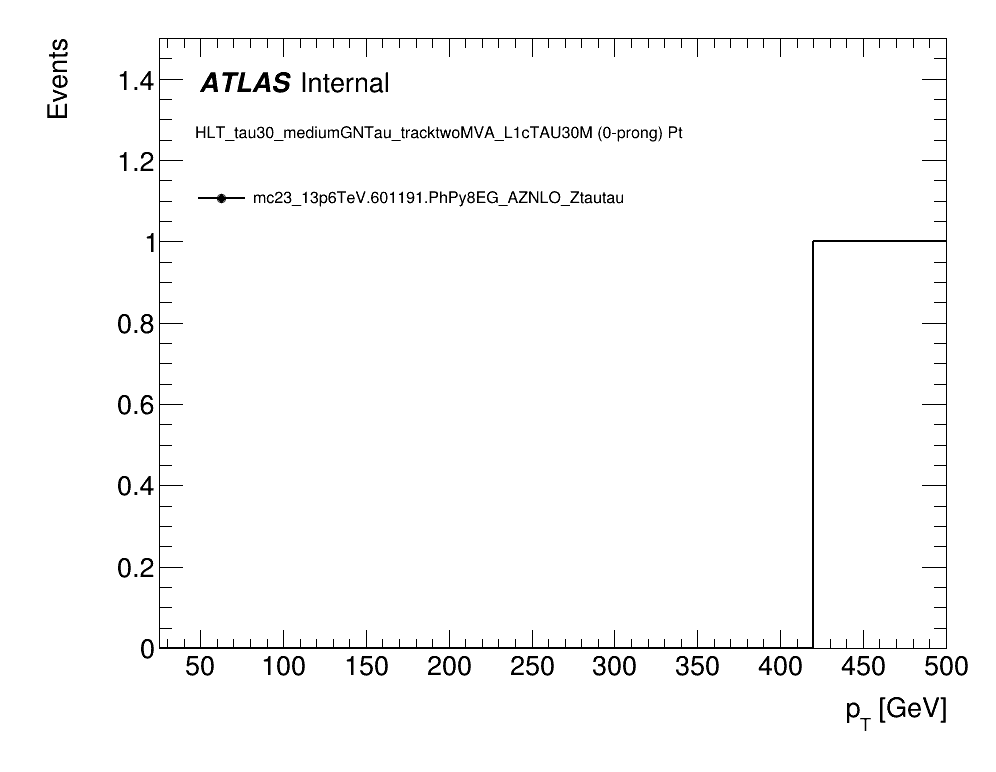 Events
ATLAS Internal
HLT_tau30_mediumGNTau_tracktwoMVA_L1cTAU30M (0-prong) Pt
mc23_13p6TeV.601191.PhPy8EG_AZNLO_Ztautau
1.4
1.2
1
0.8
0.6
0.4
0.2
0
50 100 150 200 250 300 350 400 450 500
p_T [GeV]